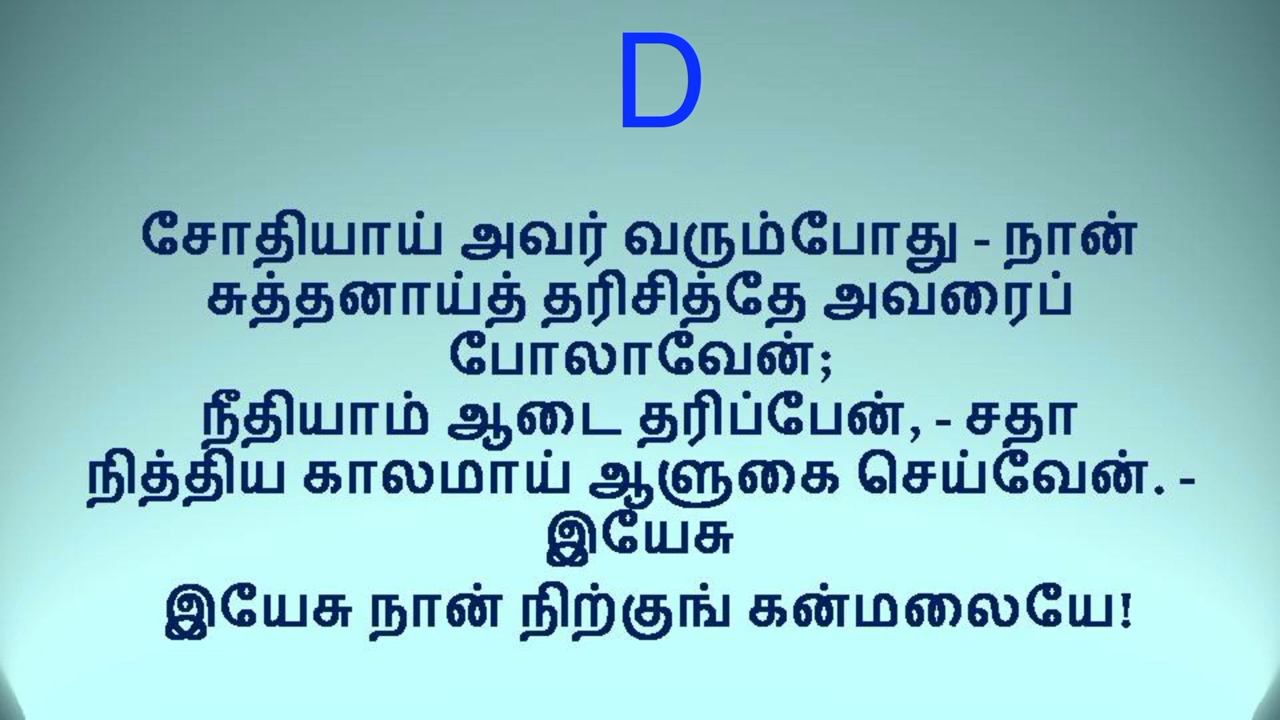 D
சோதியாய் அவர் வரும்போது - நான்
சுத்தனாய்த் தரிசித்தே அவரைப்
போலாவேன்;
நீதியாம் ஆடை தரிப்பேன், - சதா
நித்திய காலமாய் ஆளுகை செய்வேன். -
இயேசு
இயேசு நான் நிற்குங் கன்மலையே!